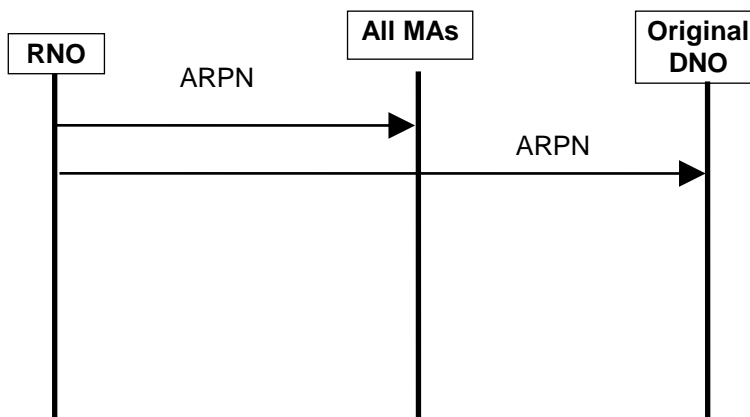 RNO
All MAs
Original
DNO
ARPN
ARPN